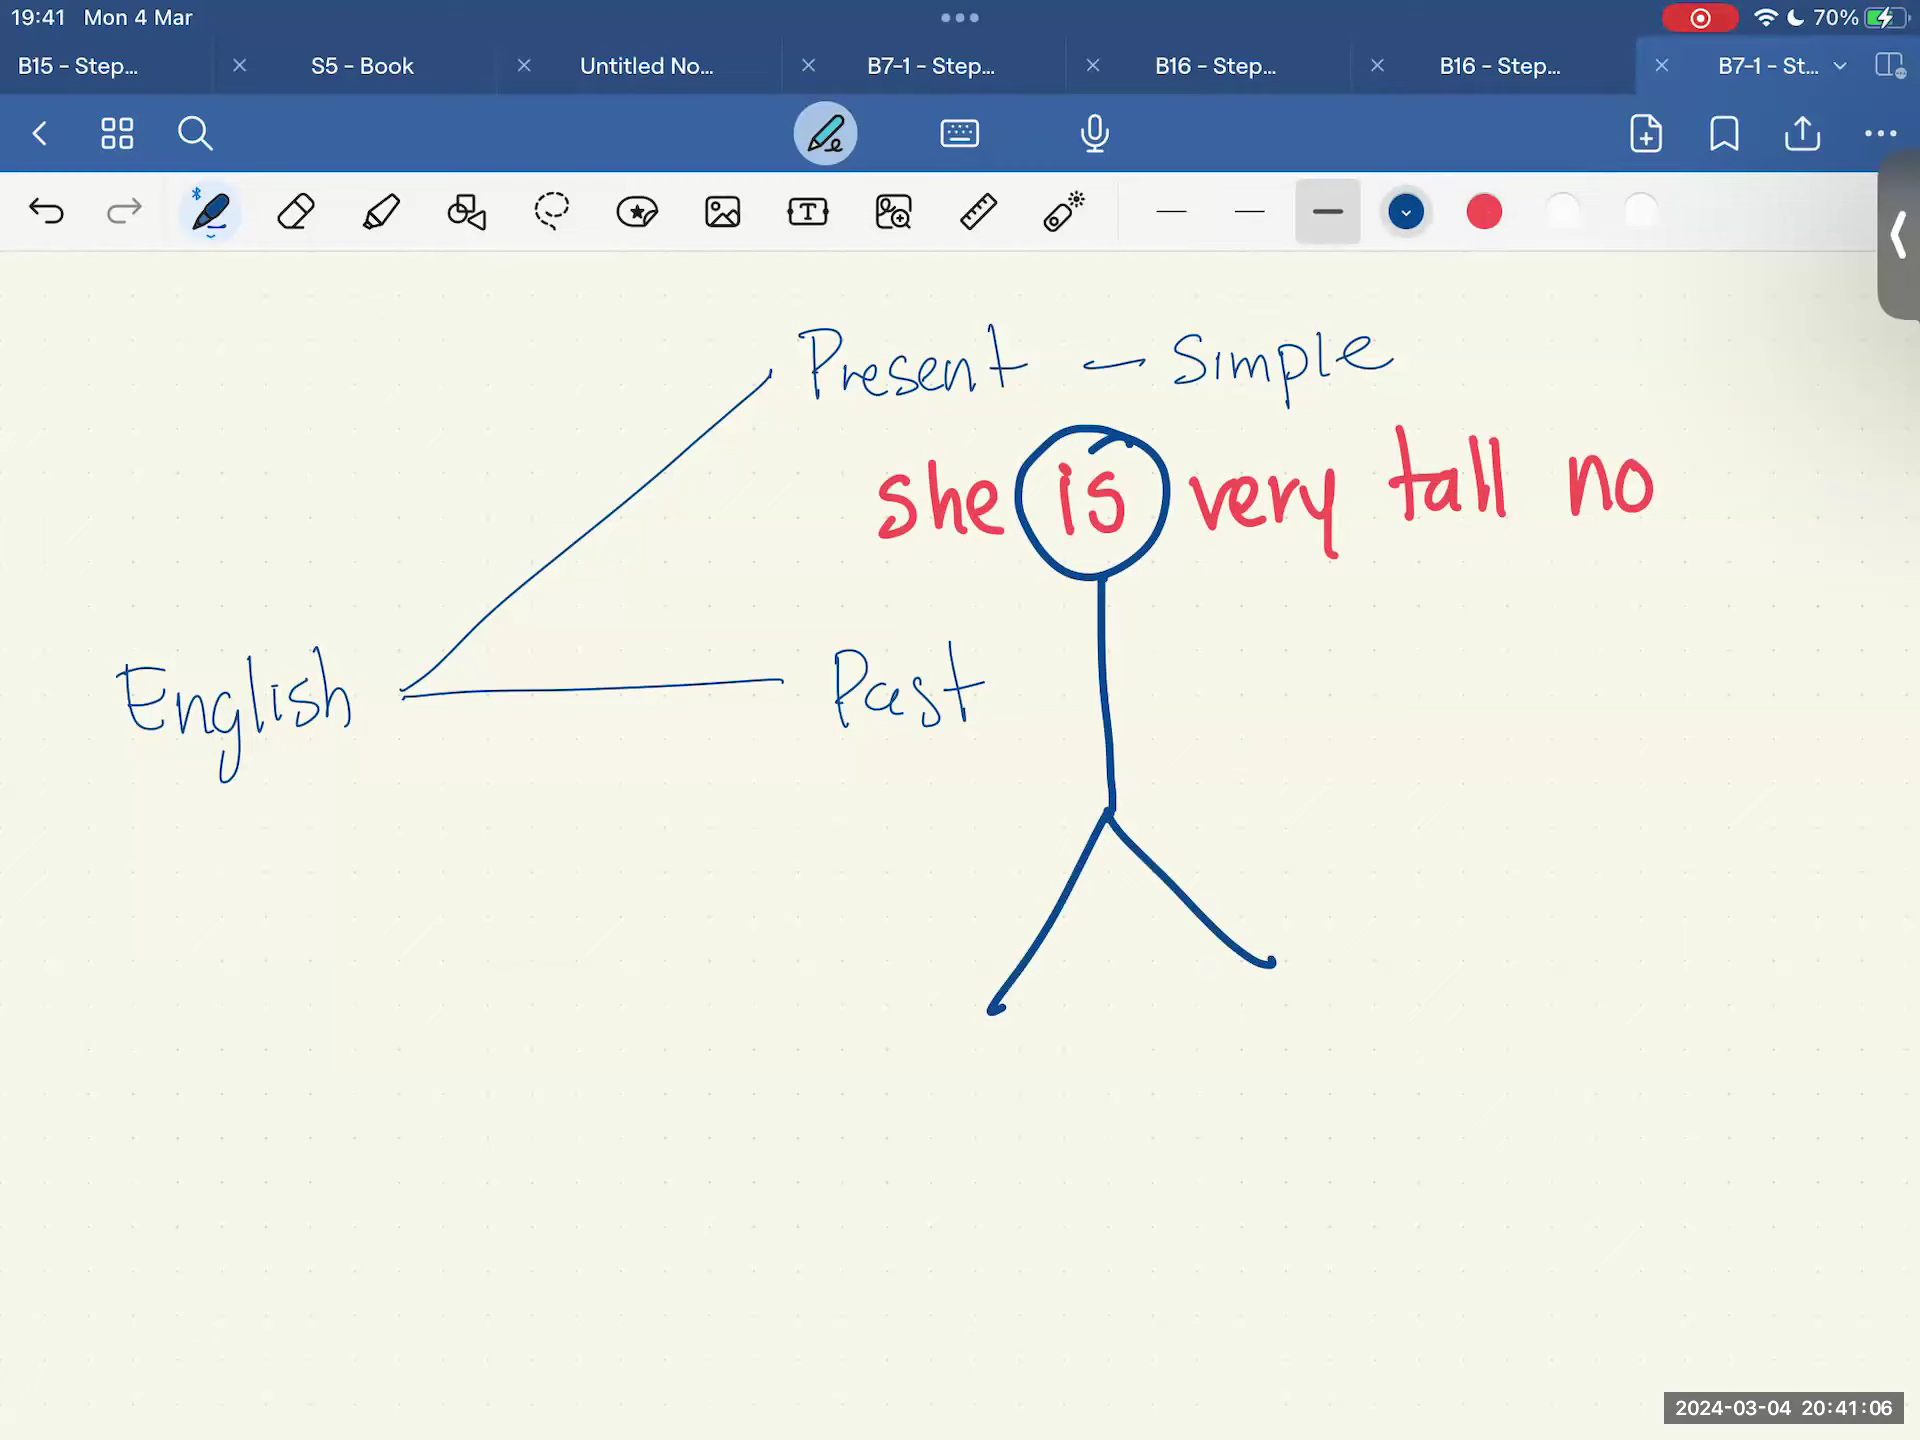 19:41 Mon 4 Mar
70%
B15 - Step...
S5 - Book
Untitled No...
B7-1 - Step...
B16 - Step...
B16 - Step...
B7-1 - St...
Present - Simple
she is very tall no
English
Past
2024-03-04 20:41:06